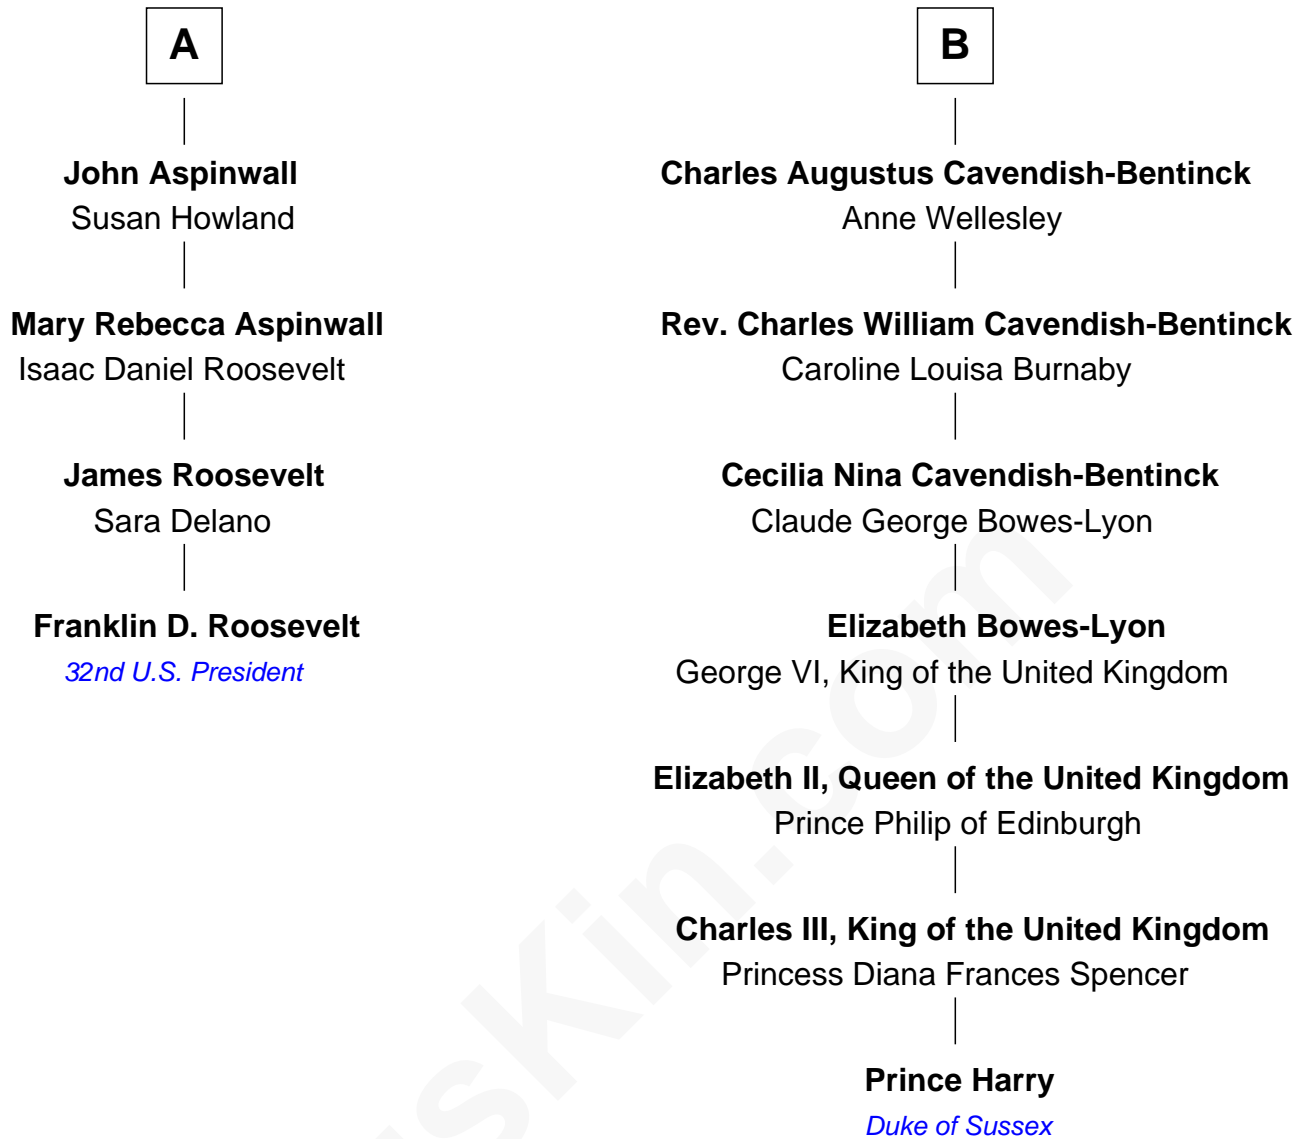 A
John Aspinwall
Susan Howland
Mary Rebecca Aspinwall
Isaac Daniel Roosevelt
James Roosevelt
Sara Delano
Franklin D. Roosevelt
32nd U.S. President
B
Charles Augustus Cavendish-Bentinck
Anne Wellesley
Rev. Charles William Cavendish-Bentinck
Caroline Louisa Burnaby
Cecilia Nina Cavendish-Bentinck
Claude George Bowes-Lyon
Elizabeth Bowes-Lyon
George VI, King of the United Kingdom
Elizabeth II, Queen of the United Kingdom
Prince Philip of Edinburgh
Charles III, King of the United Kingdom
Princess Diana Frances Spencer
Prince Harry
Duke of Sussex
sKin.com